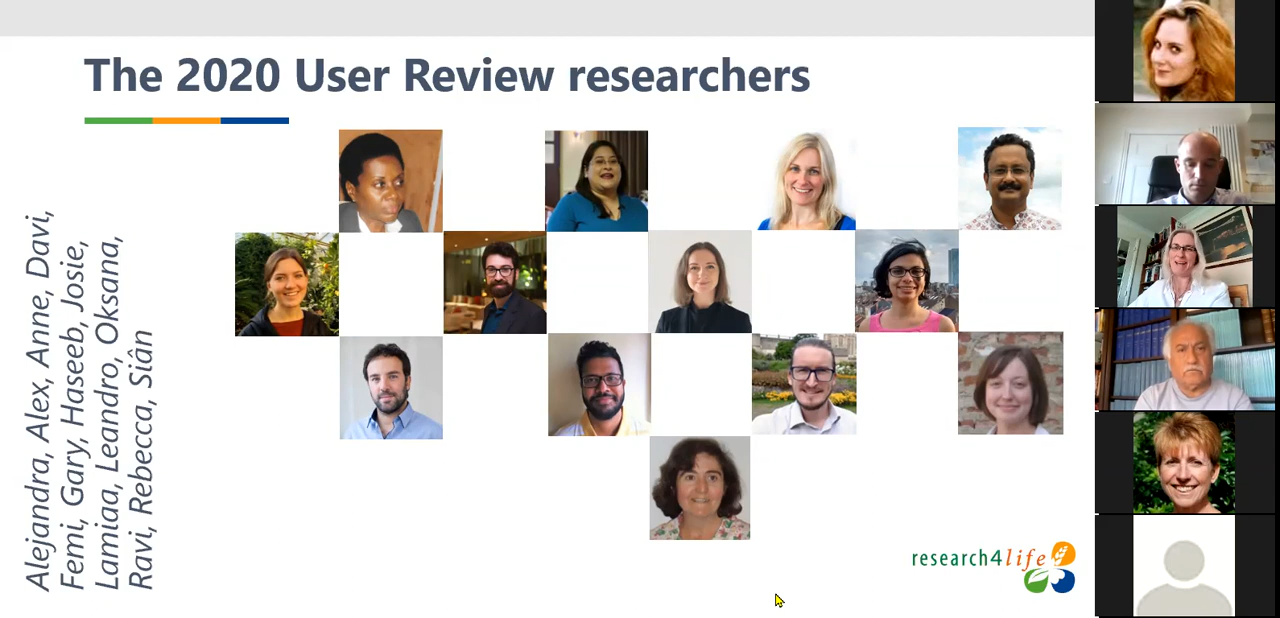 The 2020 User Review researchers
Alejandra, Alex, Anne, Davi,
Femi, Gary, Haseeb, Josie,
Lamiaa, Leandro, Oksana,
Ravi, Rebecca, Siân
research4life